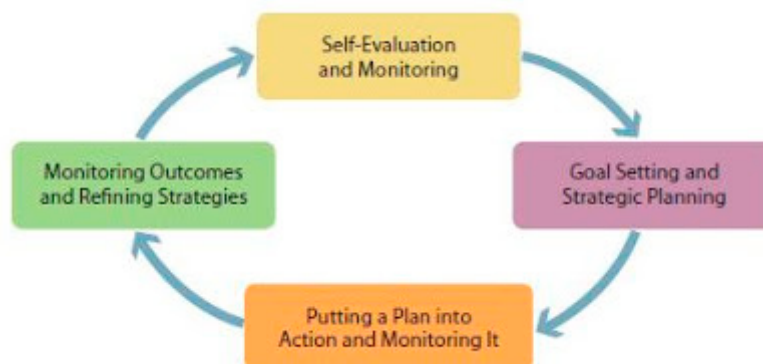 Self-Evaluation
and Monitoring
Goal Setting and
Strategic Planning
Putting a Plan into
Action and Monitoring It
Monitoring Outcomes
and Refining Strategies